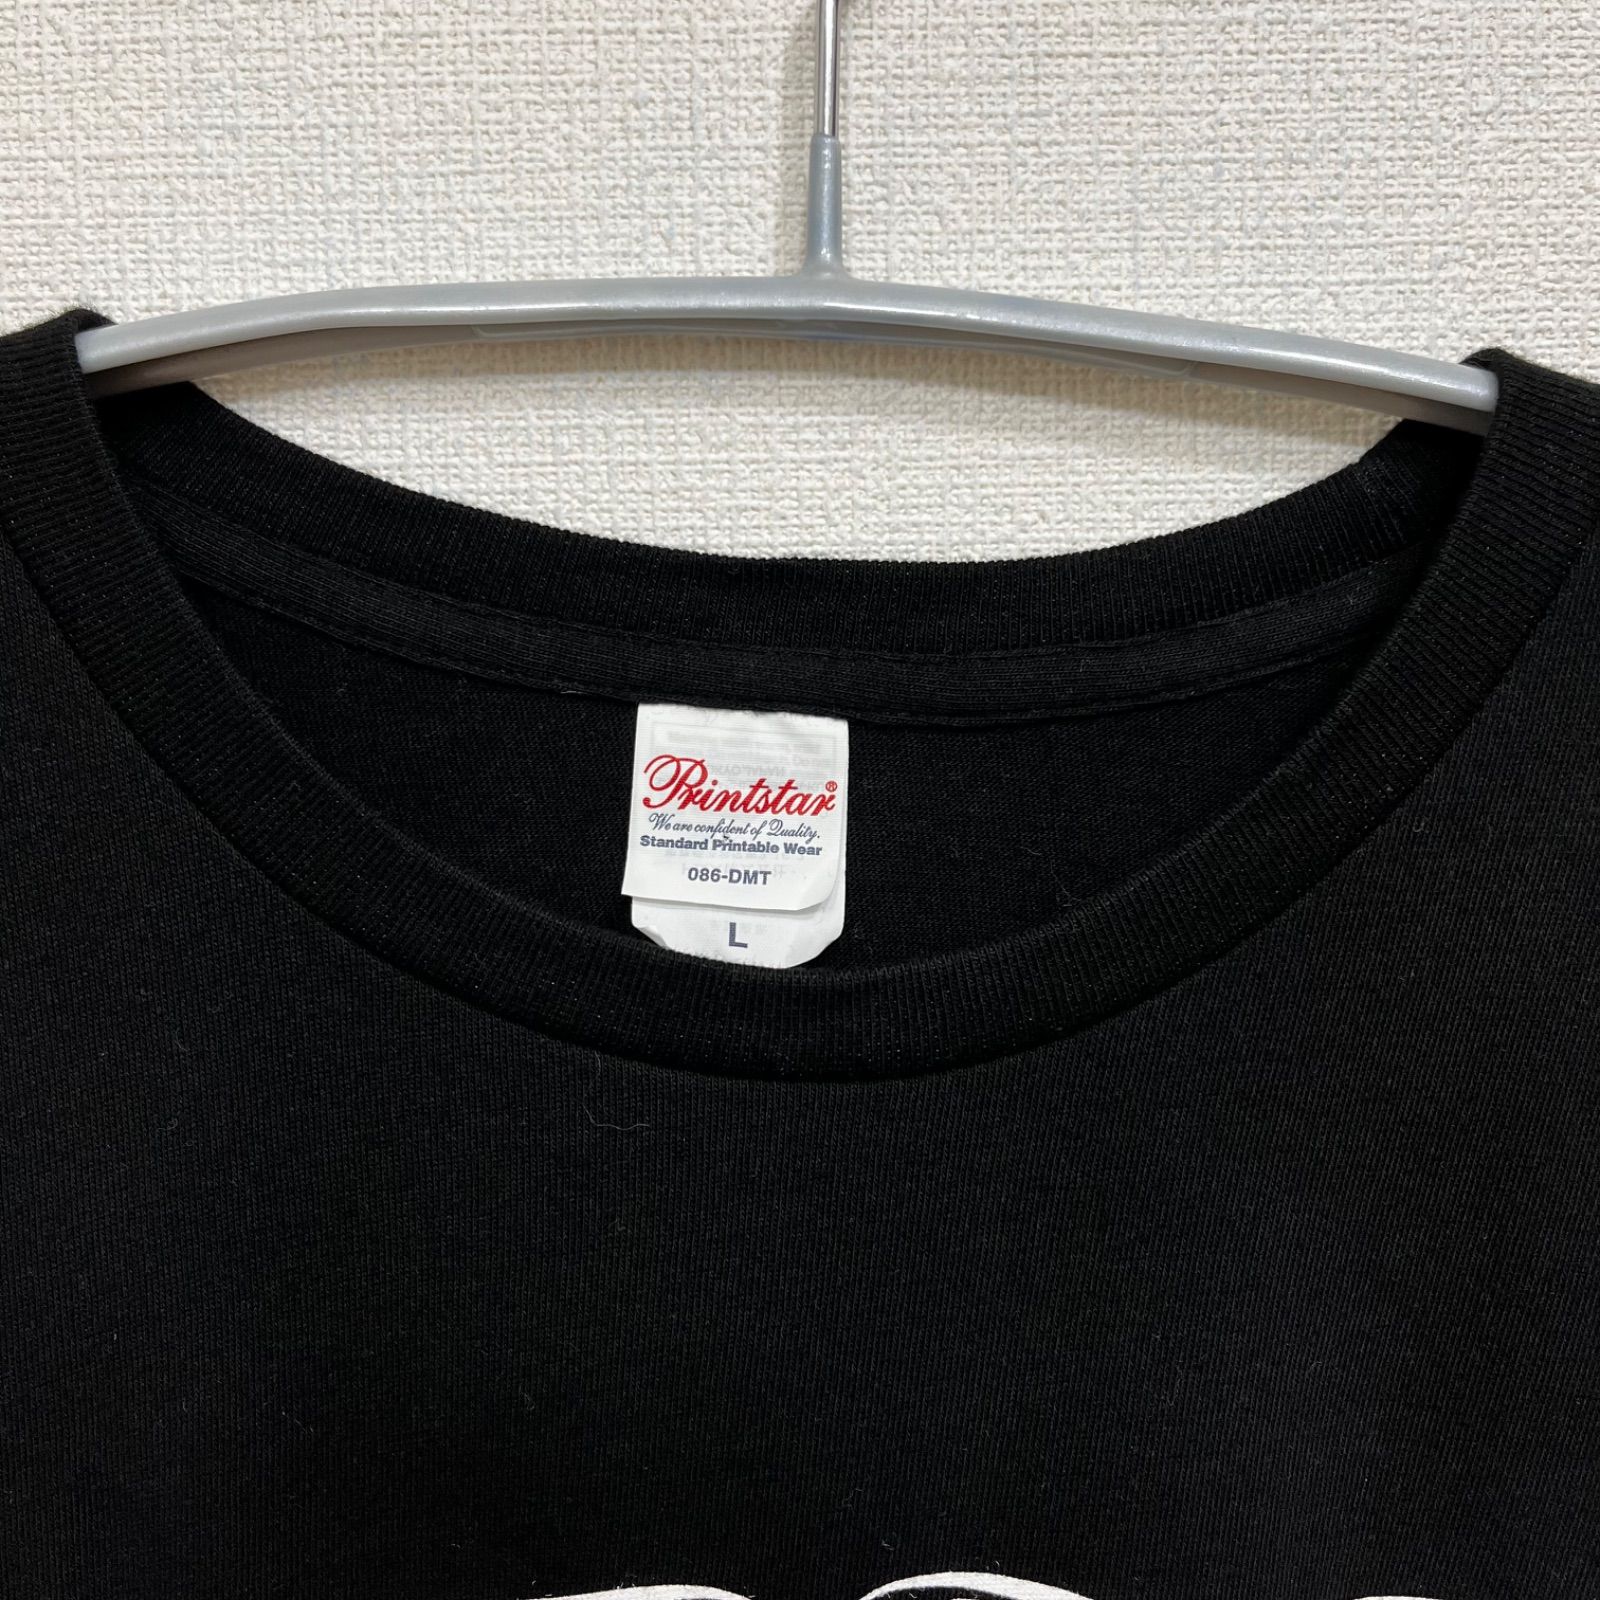 Printstar®
We are confident of Quality.
Standard Printable Wear
086-DMT
L